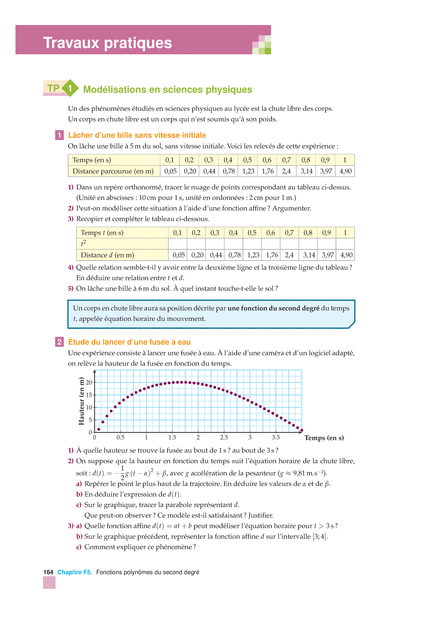 Travaux pratiques
TP 1 Modélisations en sciences physiques
Un des phénomènes étudiés en sciences physiques au lycée est la chute libre des corps.
Un corps en chute libre est un corps qui n'est soumis qu'à son poids.
1 Lâcher d'une bille sans vitesse initiale
On lâche une bille à 5 m du sol, sans vitesse initiale. Voici les relevés de cette expérience :
Temps (en s) 0,1 0,2 0,3 0,4 0,5 0,6 0,7 0,8 0,9 1
Distance parcourue (en m) 0,05 0,20 0,44 0,78 1,23 1,76 2,4 3,14 3,97 4,90
1) Dans un repère orthonormé, tracer le nuage de points correspondant au tableau ci-dessus.
(Unité en abscisses : 10 cm pour 1 s, unité en ordonnées : 2 cm pour 1 m.)
2) Peut-on modéliser cette situation à l'aide d'une fonction affine ? Argumenter.
3) Recopier et compléter le tableau ci-dessous.
Temps t (en s) 0,1 0,2 0,3 0,4 0,5 0,6 0,7 0,8 0,9 1
t²
Distance d (en m) 0,05 0,20 0,44 0,78 1,23 1,76 2,4 3,14 3,97 4,90
4) Quelle relation semble-t-il y avoir entre la deuxième ligne et la troisième ligne du tableau ?
En déduire une relation entre t et d.
5) On lâche une bille à 6 m du sol. À quel instant touche-t-elle le sol ?
Un corps en chute libre aura sa position décrite par une fonction du second degré du temps
t, appelée équation horaire du mouvement.
2 Étude du lancer d'une fusée à eau
Une expérience consiste à lancer une fusée à eau. À l'aide d'une caméra et d'un logiciel adapté,
on relève la hauteur de la fusée en fonction du temps.
Hauteur (en m)
20
15
10
5
0
0 0.5 1 1.5 2 2.5 3 3.5 Temps (en s)
1) À quelle hauteur se trouve la fusée au bout de 1 s ? au bout de 3 s ?
2) On suppose que la hauteur en fonction du temps suit l'équation horaire de la chute libre,
soit : d(t) = −1/2 g (t − α)² + β, avec g accélération de la pesanteur (g ≈ 9,81 m.s⁻²).
a) Repérer le point le plus haut de la trajectoire. En déduire les valeurs de α et de β.
b) En déduire l'expression de d(t).
c) Sur le graphique, tracer la parabole représentant d.
Que peut-on observer ? Ce modèle est-il satisfaisant ? Justifier.
3) a) Quelle fonction affine d(t) = at + b peut modéliser l'équation horaire pour t > 3 s ?
b) Sur le graphique précédent, représenter la fonction affine d sur l'intervalle [3; 4].
c) Comment expliquer ce phénomène ?
164 Chapitre F5. Fonctions polynômes du second degré